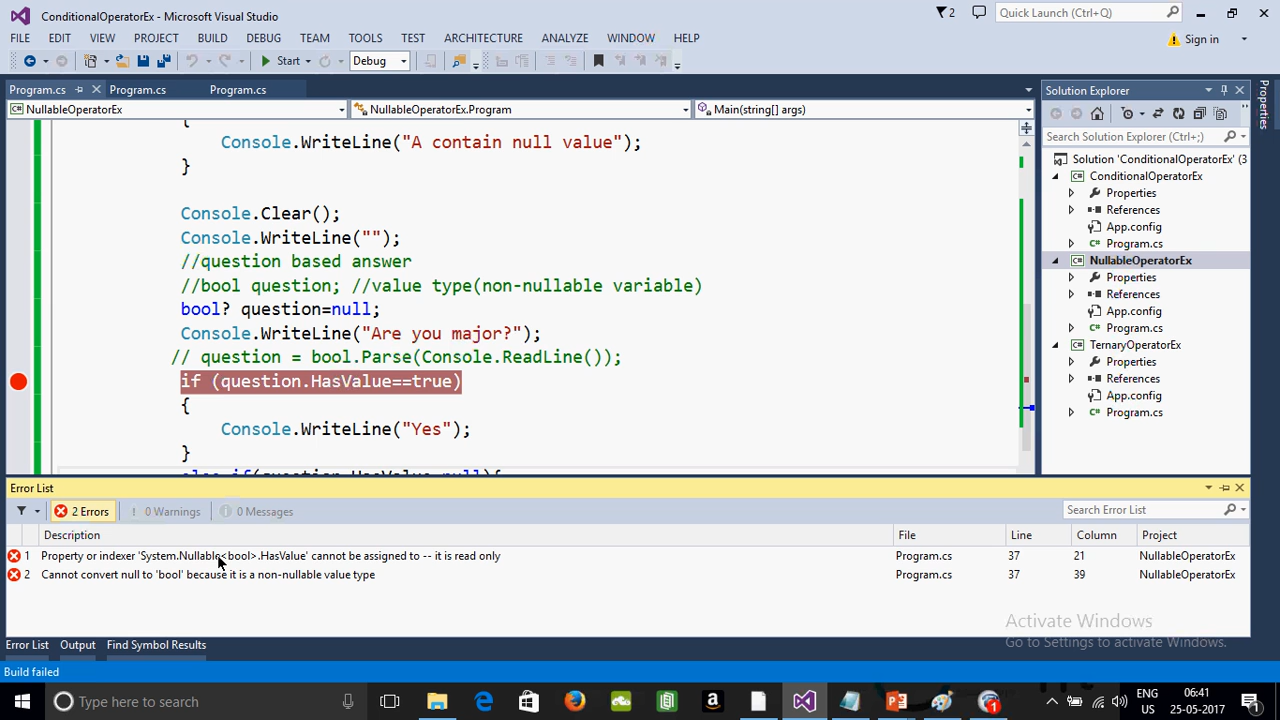 ConditionalOperatorEx - Microsoft Visual Studio
2
Quick Launch (Ctrl+Q)
FILE EDIT VIEW PROJECT BUILD DEBUG TEAM TOOLS TEST ARCHITECTURE ANALYZE WINDOW HELP
Sign in
Start
Debug
Program.cs Program.cs Program.cs
NullableOperatorEx NullableOperatorEx.Program Main(string[] args)
{
Console.WriteLine("A contain null value");
}
Console.Clear();
Console.WriteLine("");
//question based answer
//bool question; //value type(non-nullable variable)
bool? question=null;
Console.WriteLine("Are you major?");
// question = bool.Parse(Console.ReadLine());
if (question.HasValue==true)
{
Console.WriteLine("Yes");
}
Solution Explorer
Search Solution Explorer (Ctrl+;)
Solution 'ConditionalOperatorEx' (3
ConditionalOperatorEx
Properties
References
App.config
Program.cs
NullableOperatorEx
Properties
References
App.config
Program.cs
TernaryOperatorEx
Properties
References
App.config
Program.cs
Properties
Error List
2 Errors 0 Warnings 0 Messages
Search Error List
Description File Line Column Project
1 Property or indexer 'System.Nullable<bool>.HasValue' cannot be assigned to -- it is read only Program.cs 37 21 NullableOperatorEx
2 Cannot convert null to 'bool' because it is a non-nullable value type Program.cs 37 39 NullableOperatorEx
Activate Windows
Go to Settings to activate Windows.
Error List Output Find Symbol Results
Build failed
Type here to search
ENG
US
06:41
25-05-2017